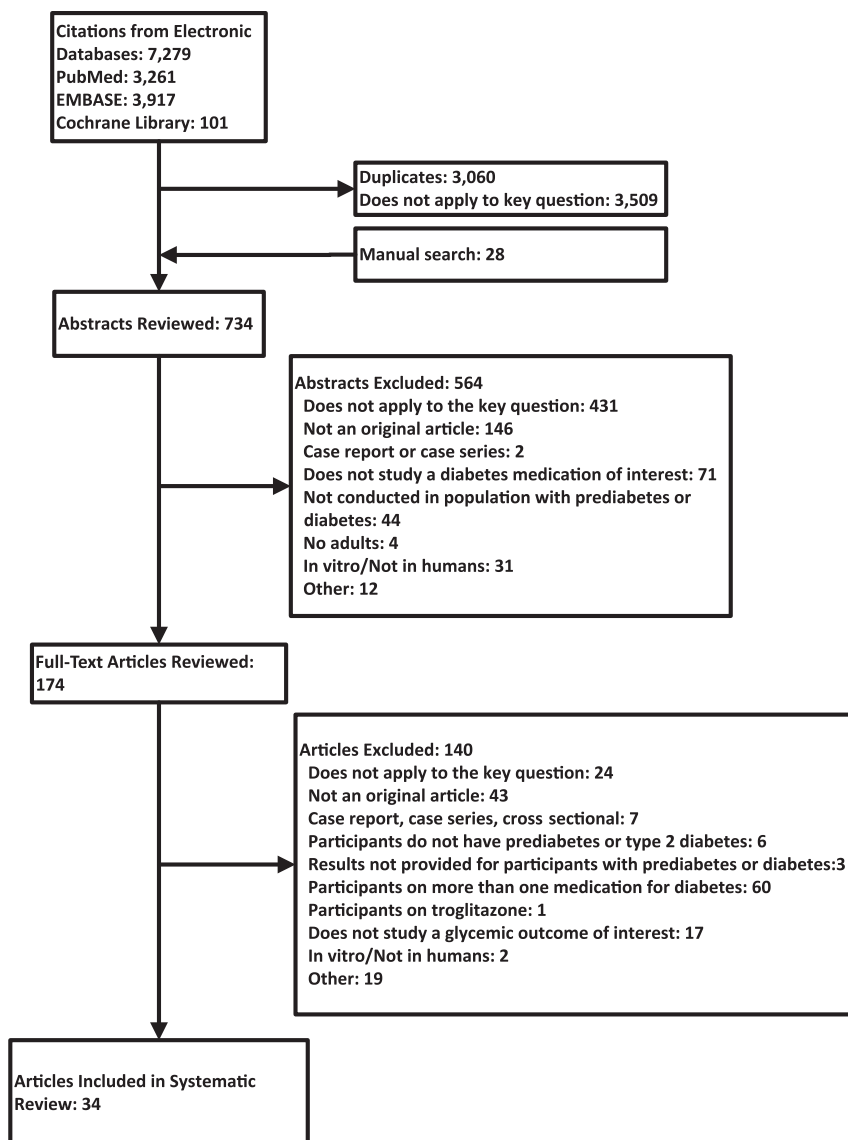 Citations from Electronic
Databases: 7,279
PubMed: 3,261
EMBASE: 3,917
Cochrane Library: 101
Duplicates: 3,060
Does not apply to key question: 3,509
Manual search: 28
Abstracts Reviewed: 734
Abstracts Excluded: 564
Does not apply to the key question: 431
Not an original article: 146
Case report or case series: 2
Does not study a diabetes medication of interest: 71
Not conducted in population with prediabetes or
diabetes: 44
No adults: 4
In vitro/Not in humans: 31
Other: 12
Full-Text Articles Reviewed:
174
Articles Excluded: 140
Does not apply to the key question: 24
Not an original article: 43
Case report, case series, cross sectional: 7
Participants do not have prediabetes or type 2 diabetes: 6
Results not provided for participants with prediabetes or diabetes:3
Participants on more than one medication for diabetes: 60
Participants on troglitazone: 1
Does not study a glycemic outcome of interest: 17
In vitro/Not in humans: 2
Other: 19
Articles Included in Systematic
Review: 34